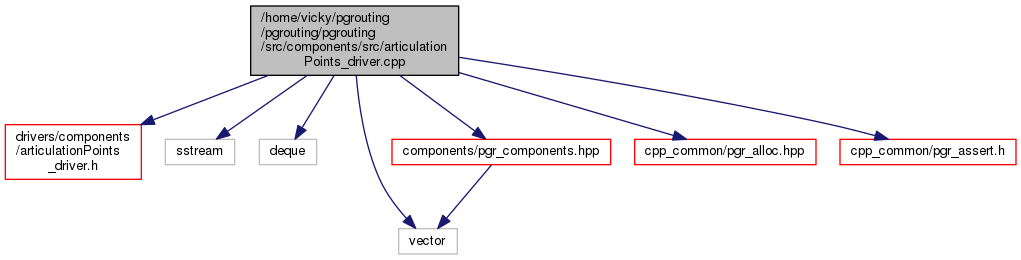 /home/vicky/pgrouting
/pgrouting/pgrouting
/src/components/src/articulation
Points_driver.cpp
drivers/components
/articulationPoints
_driver.h
sstream
deque
components/pgr_components.hpp
cpp_common/pgr_alloc.hpp
cpp_common/pgr_assert.h
vector